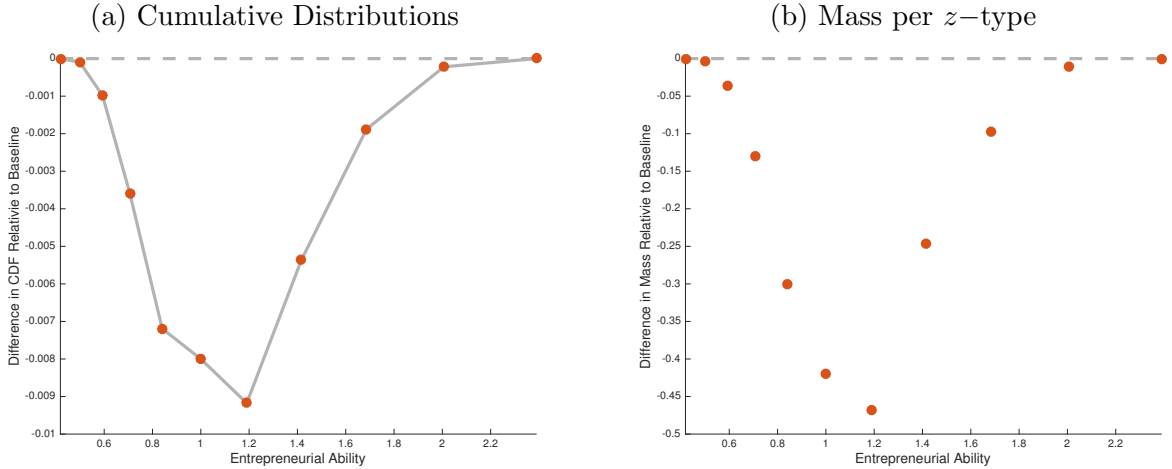 (a) Cumulative Distributions
0
-0.001
-0.002
-0.003
-0.004
-0.005
-0.006
-0.007
-0.008
-0.009
-0.01
Difference in CDF Relativie to Baseline
0.6 0.8 1 1.2 1.4 1.6 1.8 2 2.2
Entrepreneurial Ability
(b) Mass per z−type
0
-0.05
-0.1
-0.15
-0.2
-0.25
-0.3
-0.35
-0.4
-0.45
-0.5
Difference in Mass Relativie to Baseline
0.6 0.8 1 1.2 1.4 1.6 1.8 2 2.2
Entrepreneurial Ability